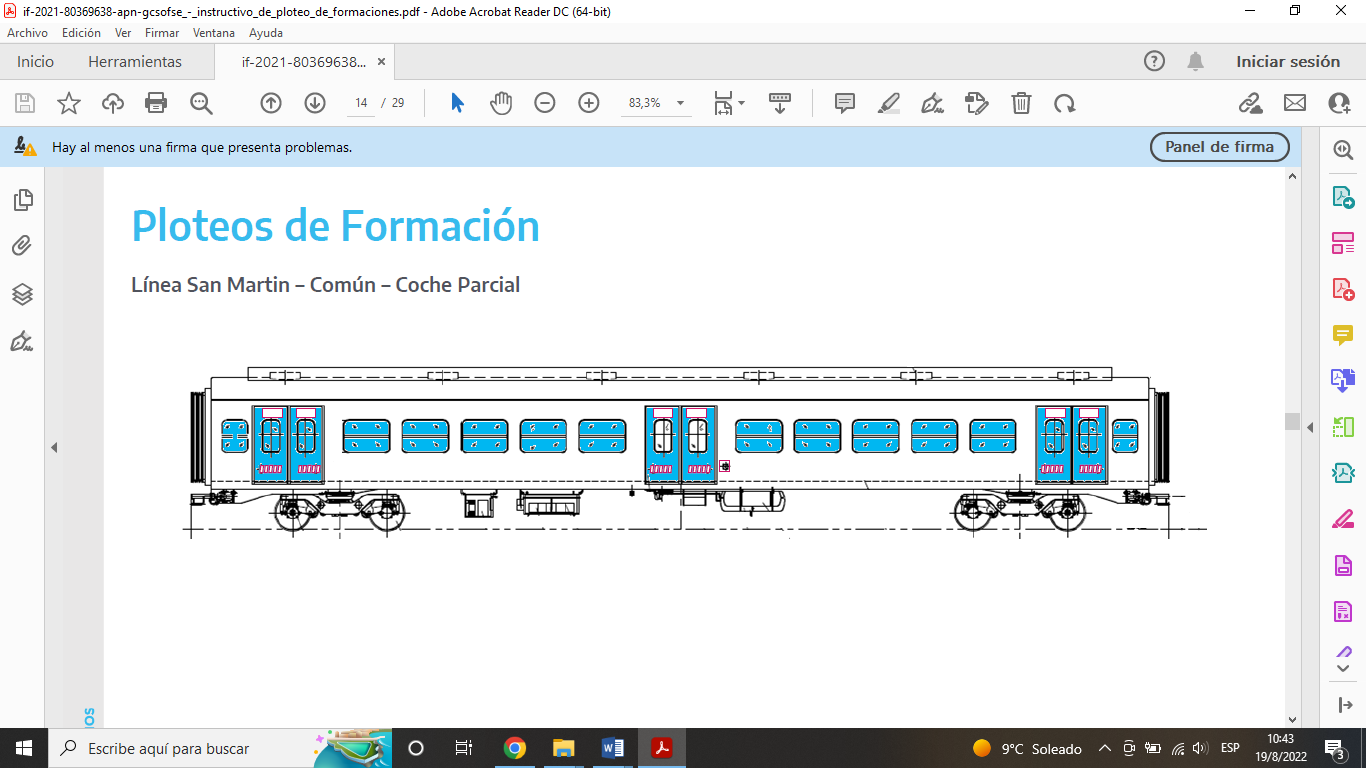 if-2021-80369638-apn-gcsofse_-_instructivo_de_ploteo_de_formaciones.pdf - Adobe Acrobat Reader DC (64-bit)
Archivo Edición Ver Firmar Ventana Ayuda
Inicio Herramientas if-2021-80369638... × Iniciar sesión
14 / 29 83,3%
Hay al menos una firma que presenta problemas. Panel de firma
Ploteos de Formación
Línea San Martin – Común – Coche Parcial
Escribe aquí para buscar
9°C Soleado ESP 10:43
19/8/2022 3